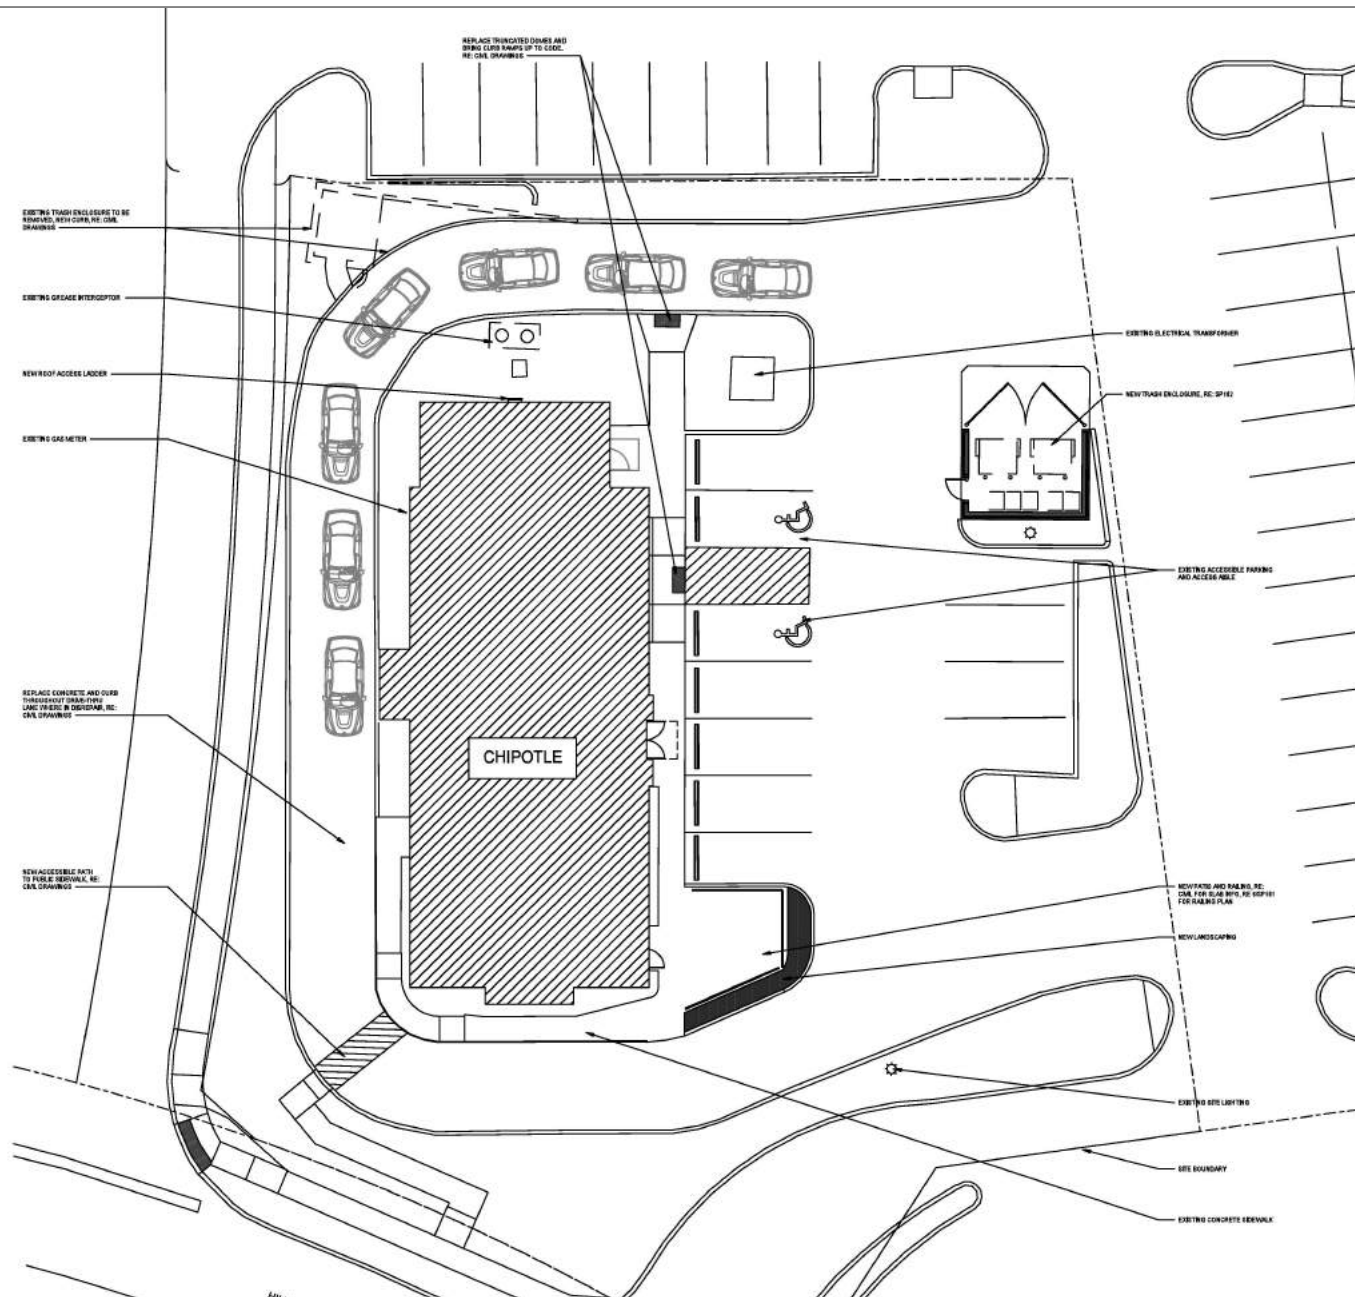 REPLACE TRUNCATED DOMES AND
BRING CURB RAMPS UP TO CODE.
RE: CIVIL DRAWINGS
EXISTING TRASH ENCLOSURE TO BE
REMOVED, NEW CURB, RE: CIVIL
DRAWINGS
EXISTING GREASE INTERCEPTOR
EXISTING ELECTRICAL TRANSFORMER
NEW ROOF ACCESS LADDER
NEW TRASH ENCLOSURE, RE: SP102
EXISTING GAS METER
EXISTING ACCESSIBLE PARKING
AND ACCESS AISLE
REPLACE CONCRETE AND CURB
THROUGHOUT DRIVE-THRU
LANE WHERE IN DISREPAIR, RE:
CIVIL DRAWINGS
CHIPOTLE
NEW ACCESSIBLE PATH
TO PUBLIC SIDEWALK, RE:
CIVIL DRAWINGS
NEW PATIO AND RAILING, RE:
CIVIL FOR SLAB INFO, RE
FOR RAILING PLAN
NEW LANDSCAPING
EXISTING SITE LIGHTING
SITE BOUNDARY
EXISTING CONCRETE SIDEWALK